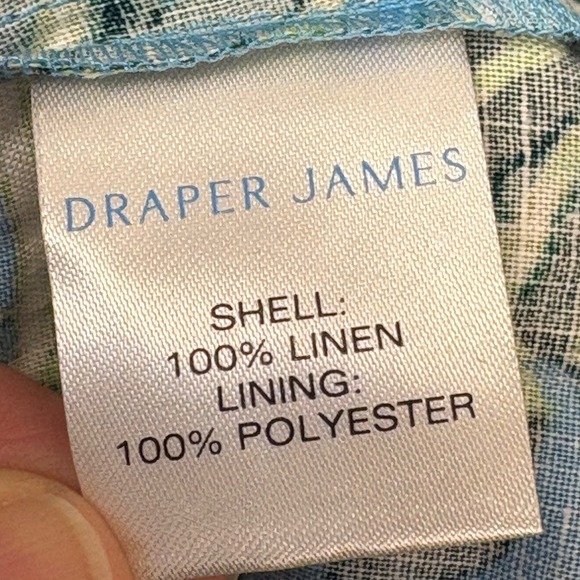 DRAPER JAMES
SHELL:
100% LINEN
LINING:
100% POLYESTER